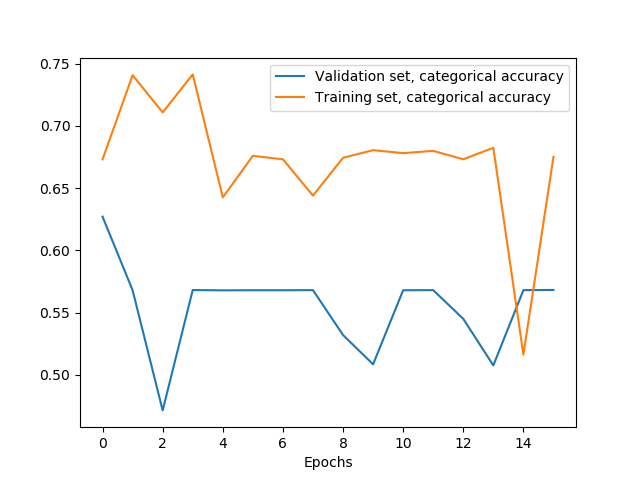 Validation set, categorical accuracy
Training set, categorical accuracy
0.75
0.70
0.65
0.60
0.55
0.50
0 2 4 6 8 10 12 14
Epochs